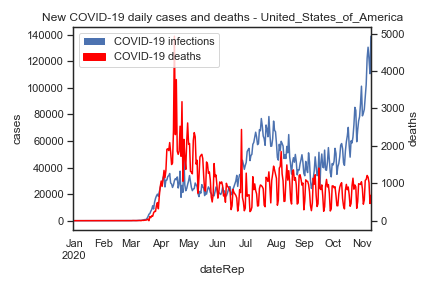 New COVID-19 daily cases and deaths - United_States_of_America
COVID-19 infections
COVID-19 deaths
140000
120000
100000
80000
60000
40000
20000
0
cases
5000
4000
3000
2000
1000
0
deaths
Jan Feb Mar Apr May Jun Jul Aug Sep Oct Nov
2020
dateRep